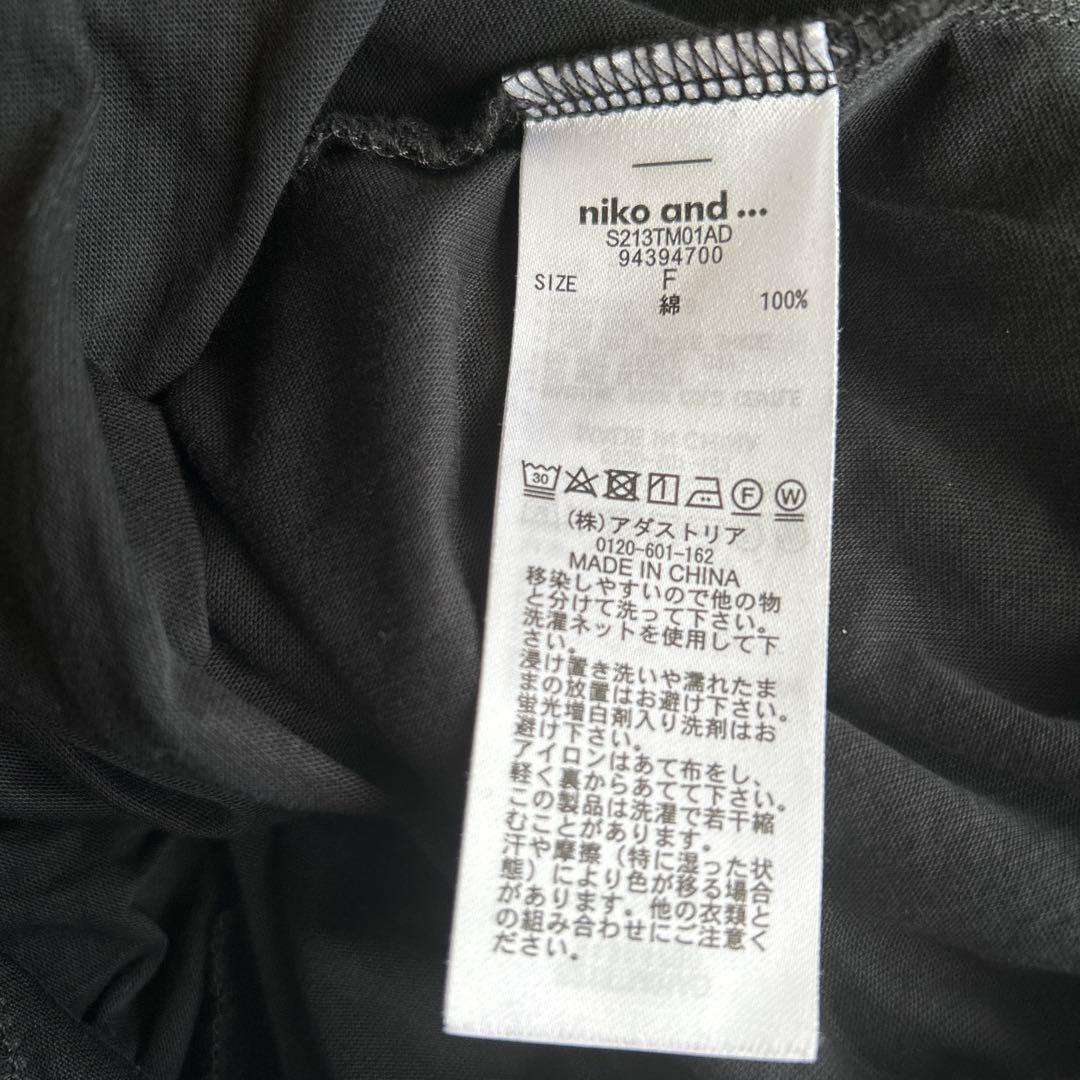 niko and ...
S213TM01AD
94394700
SIZE F
綿 100%
30 F W
(株)アダストリア
0120-601-162
MADE IN CHINA
移染しやすいので他の物
と分けて洗って下さい。
洗濯ネットを使用して下
さい。
浸け置き洗いや濡れたま
まの放置はお避け下さい。
蛍光増白剤入り洗剤はお
避け下さい。
アイロンはあて布をし、
軽く裏からあてて下さい。
この製品は洗濯で若干縮
むことがあります。
汗や摩擦(特に湿った状
態)により色が移る場合
があります。他の衣類と
の組み合わせにご注意く
ださい。